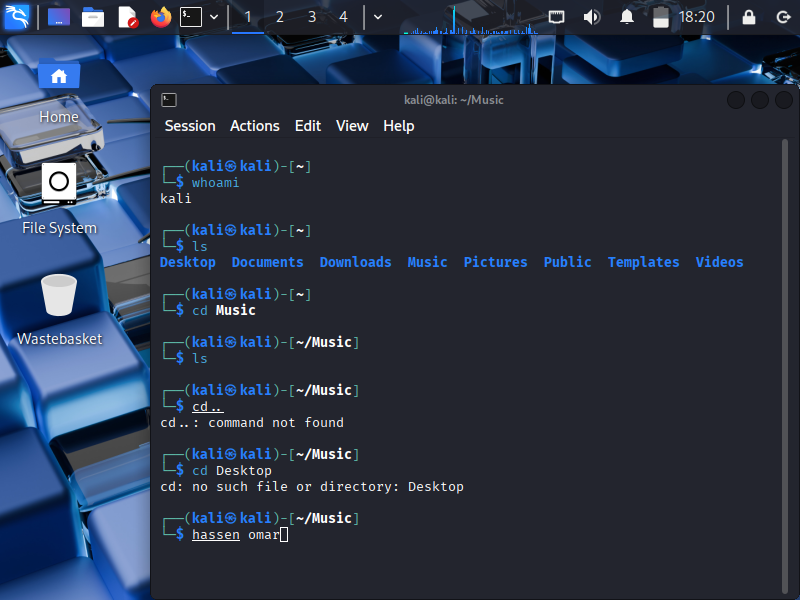 1 2 3 4 18:20
Home
File System
Wastebasket
kali@kali: ~/Music
Session Actions Edit View Help
┌──(kali㉿kali)-[~]
└─$ whoami
kali
┌──(kali㉿kali)-[~]
└─$ ls
Desktop Documents Downloads Music Pictures Public Templates Videos
┌──(kali㉿kali)-[~]
└─$ cd Music
┌──(kali㉿kali)-[~/Music]
└─$ ls
┌──(kali㉿kali)-[~/Music]
└─$ cd..
cd..: command not found
┌──(kali㉿kali)-[~/Music]
└─$ cd Desktop
cd: no such file or directory: Desktop
┌──(kali㉿kali)-[~/Music]
└─$ hassen omar